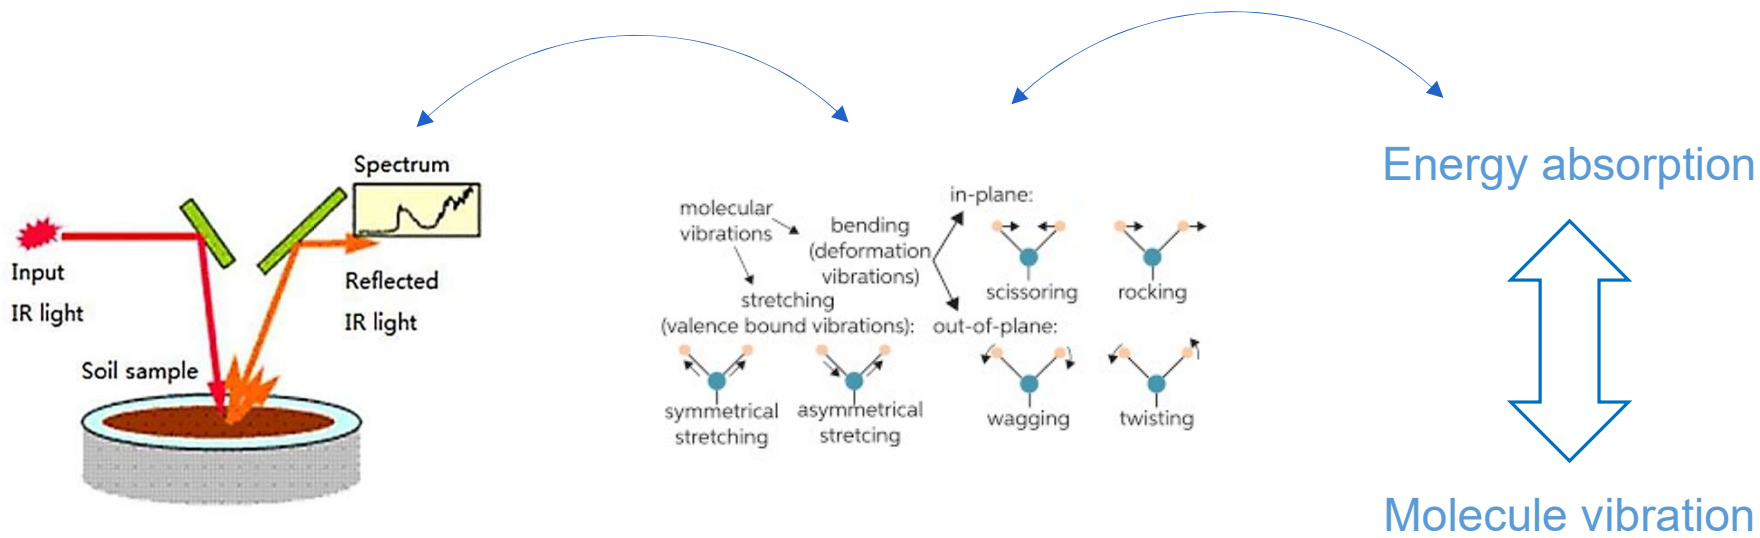 Spectrum
Input
IR light
Reflected
IR light
Soil sample
molecular
vibrations
bending
(deformation
vibrations)
stretching
(valence bound vibrations):
symmetrical
stretching
asymmetrical
stretcing
in-plane:
scissoring
rocking
out-of-plane:
wagging
twisting
Energy absorption
Molecule vibration